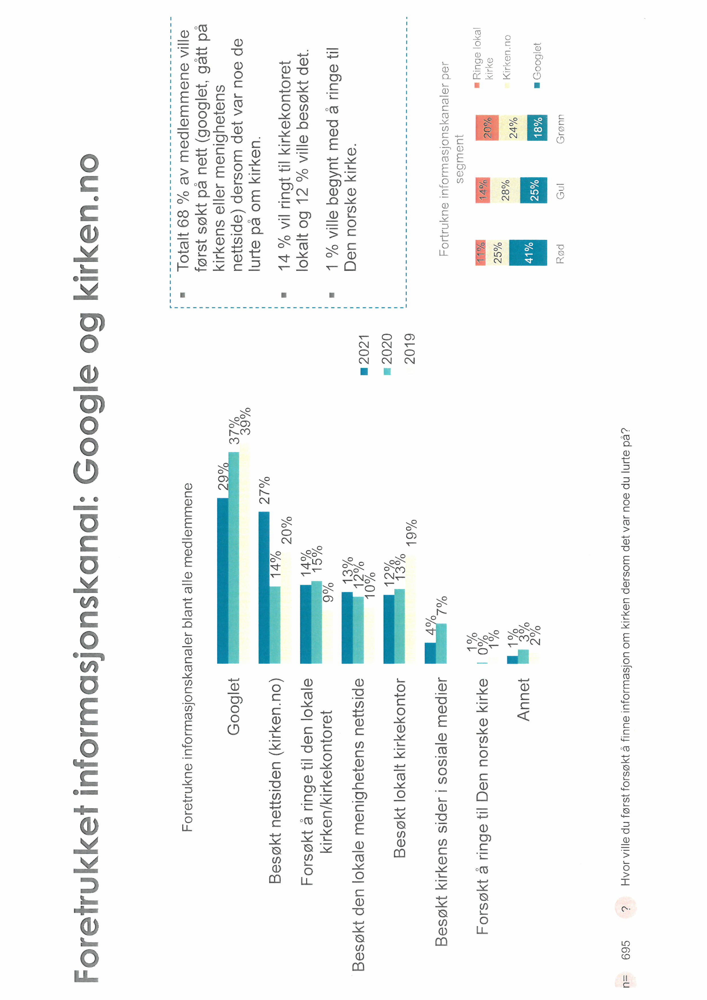 Foretrukket informasjonskanal: Google og kirken.no
Foretrukne informasjonskanaler blant alle medlemmene
Googlet
29%
37%
39%
Besøkt nettsiden (kirken.no)
27%
14%
20%
Forsøkt å ringe til den lokale
kirken/kirkekontoret
14%
15%
9%
Besøkt den lokale menighetens nettside
13%
12%
10%
Besøkt lokalt kirkekontor
12%
13%
19%
Besøkt kirkens sider i sosiale medier
4%
7%
Forsøkt å ringe til Den norske kirke
1%
0%
1%
Annet
1%
3%
2%
2021
2020
2019
Totalt 68 % av medlemmene ville
først søkt på nett (googlet, gått på
kirkens eller menighetens
nettside) dersom det var noe de
lurte på om kirken.
14 % vil ringt til kirkekontoret
lokalt og 12 % ville besøkt det.
1 % ville begynt med å ringe til
Den norske kirke.
Fortrukne informasjonskanaler per
segment
11%
14%
20%
25%
28%
24%
41%
25%
18%
Rød
Gul
Grønn
Ringe lokal
kirke
Kirken.no
Googlet
n= 695 ? Hvor ville du først forsøkt å finne informasjon om kirken dersom det var noe du lurte på?